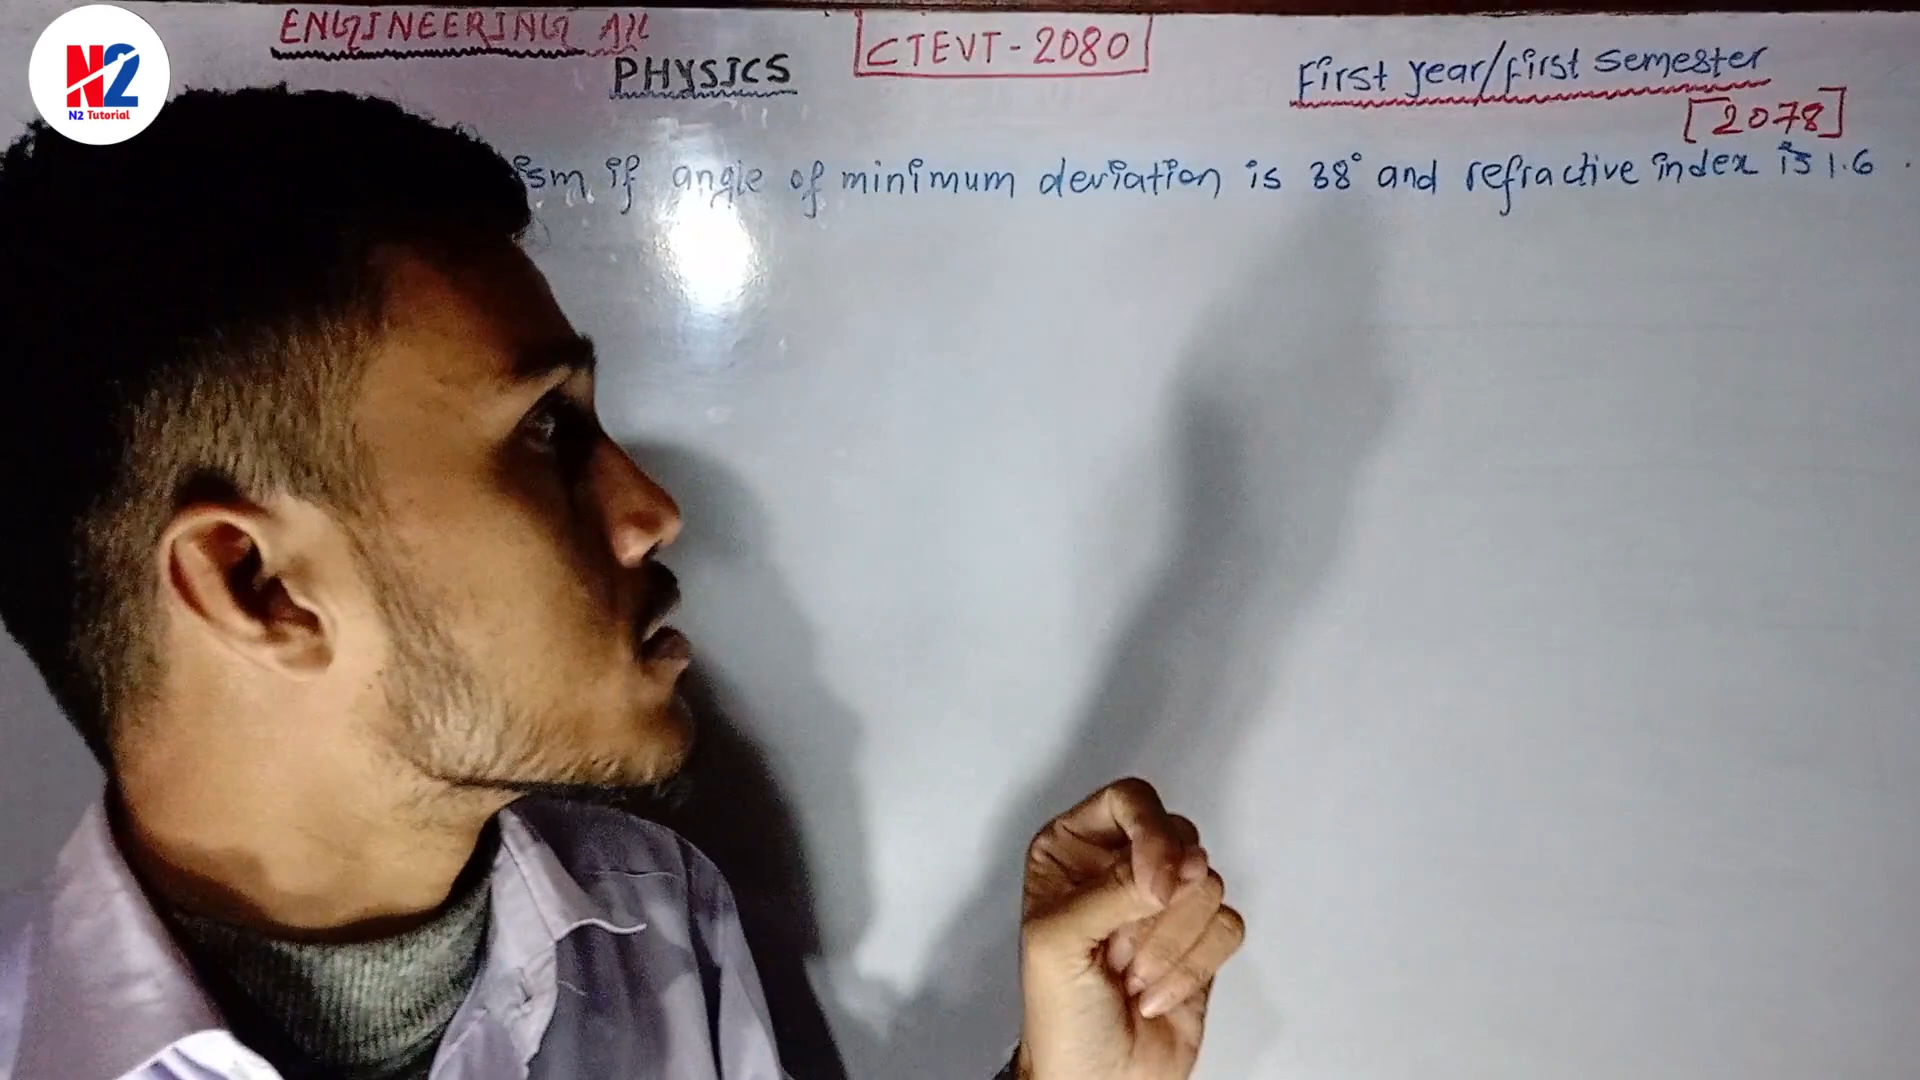 N2
N2 Tutorial
ENGINEERING All
PHYSICS
CTEVT-2080
First year/first semester
[2078]
ism if angle of minimum deviation is 38° and refractive index is 1.6.